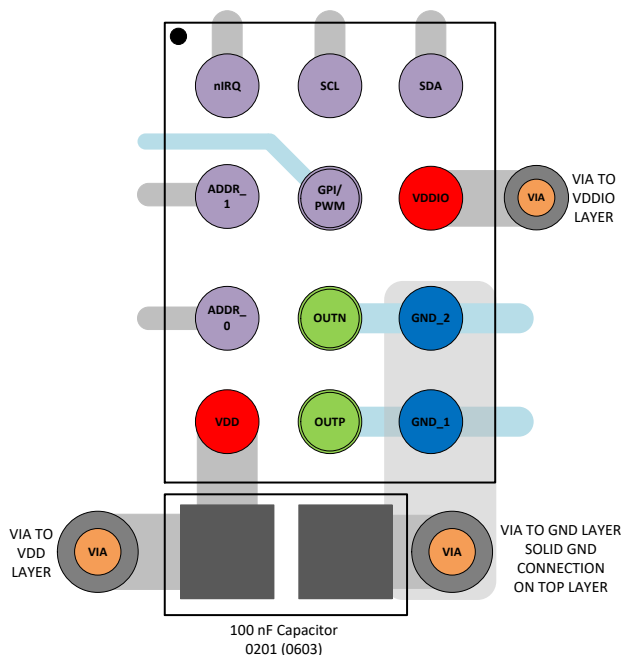 nIRQ
SCL
SDA
ADDR_
1
GPI/
PWM
VDDIO
VIA
VIA TO
VDDIO
LAYER
ADDR_
0
OUTN
GND_2
VDD
OUTP
GND_1
VIA TO
VDD
LAYER
VIA
VIA
VIA TO GND LAYER
SOLID GND
CONNECTION
ON TOP LAYER
100 nF Capacitor
0201 (0603)